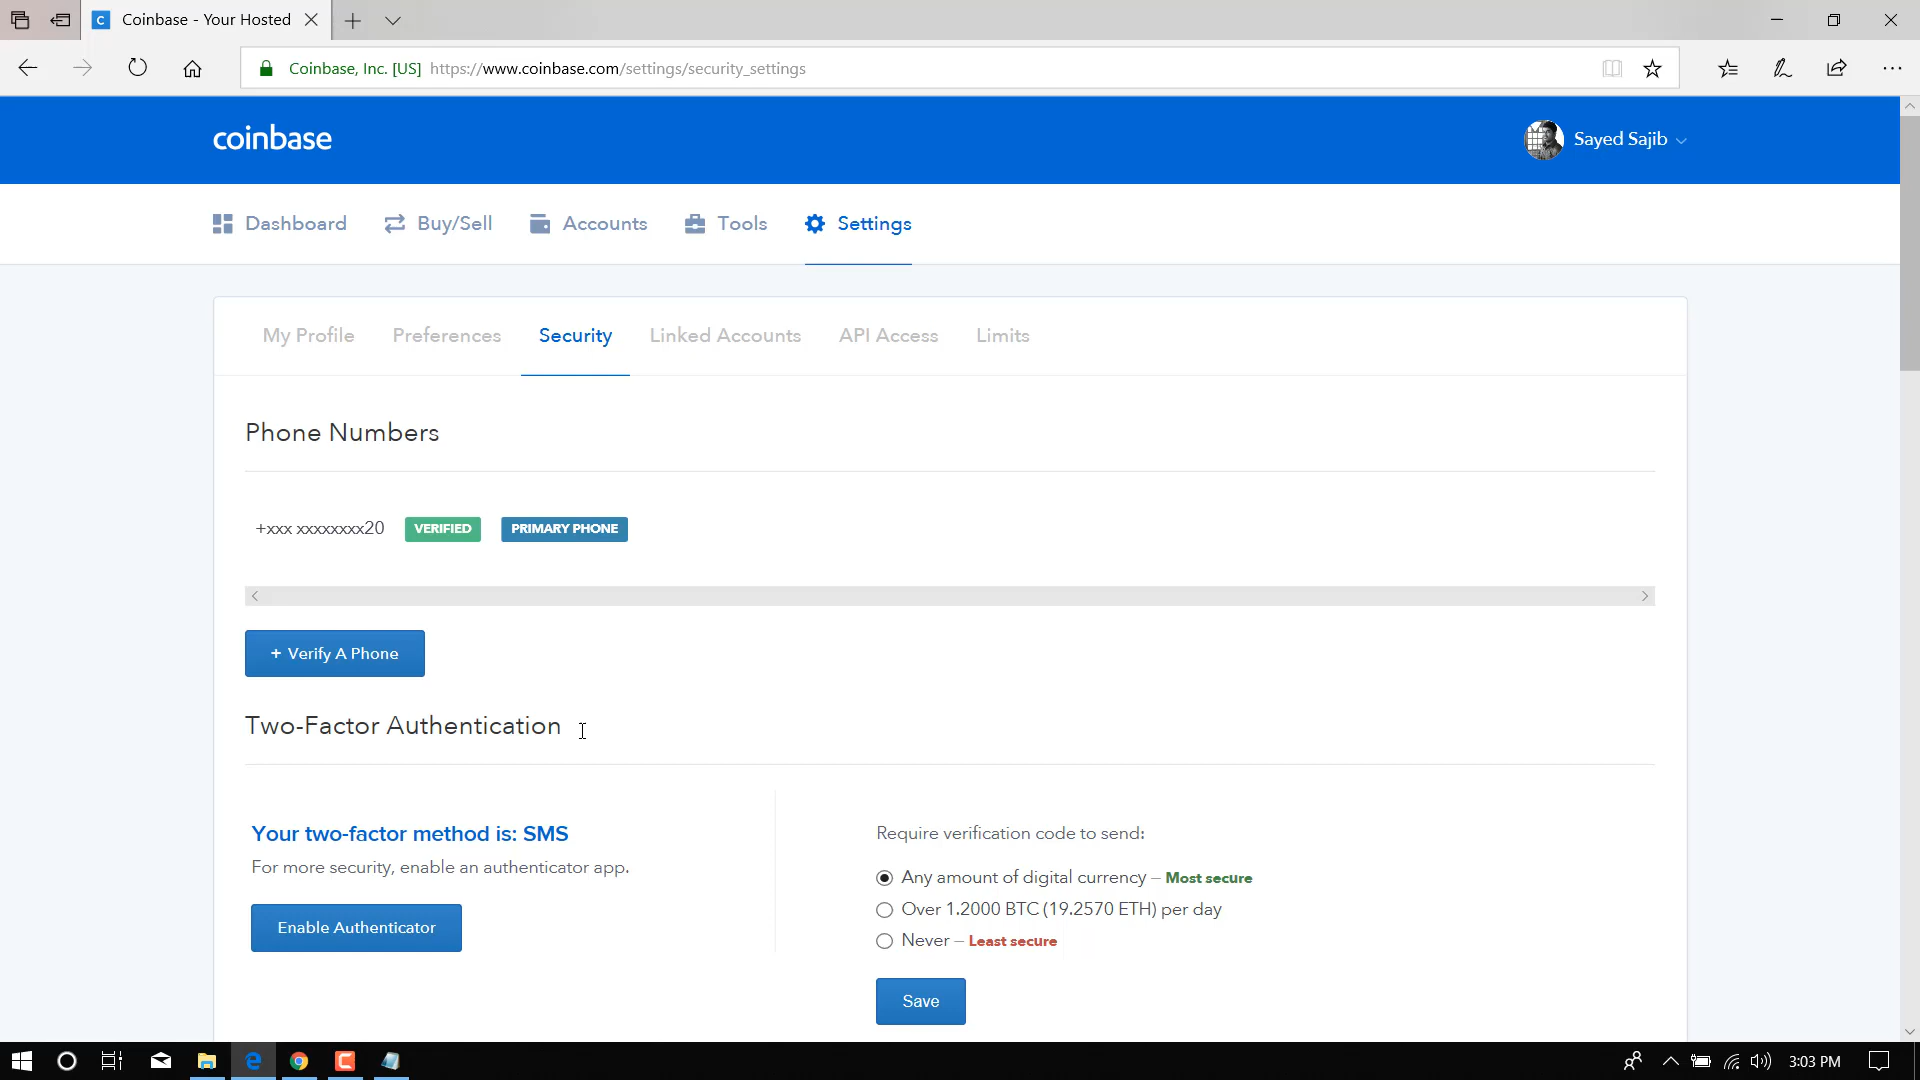 Coinbase - Your Hosted
Coinbase, Inc. [US] https://www.coinbase.com/settings/security_settings
coinbase
Sayed Sajib
Dashboard Buy/Sell Accounts Tools Settings
My Profile Preferences Security Linked Accounts API Access Limits
Phone Numbers
+xxx xxxxxxxx20 VERIFIED PRIMARY PHONE
+ Verify A Phone
Two-Factor Authentication
Your two-factor method is: SMS
For more security, enable an authenticator app.
Enable Authenticator
Require verification code to send:
Any amount of digital currency – Most secure
Over 1.2000 BTC (19.2570 ETH) per day
Never – Least secure
Save
3:03 PM